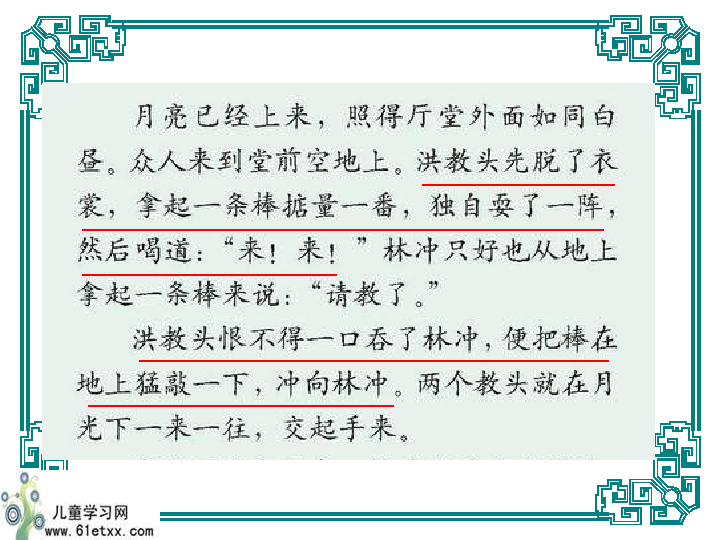 月亮已经上来，照得厅堂外面如同白
昼。众人来到堂前空地上。洪教头先脱了衣
裳，拿起一条棒掂量一番，独自耍了一阵，
然后喝道：“来！来！”林冲只好也从地上
拿起一条棒来说：“请教了。”
洪教头恨不得一口吞了林冲，便把棒在
地上猛敲一下，冲向林冲。两个教头就在月
光下一来一往，交起手来。
儿童学习网
www.61etxx.com